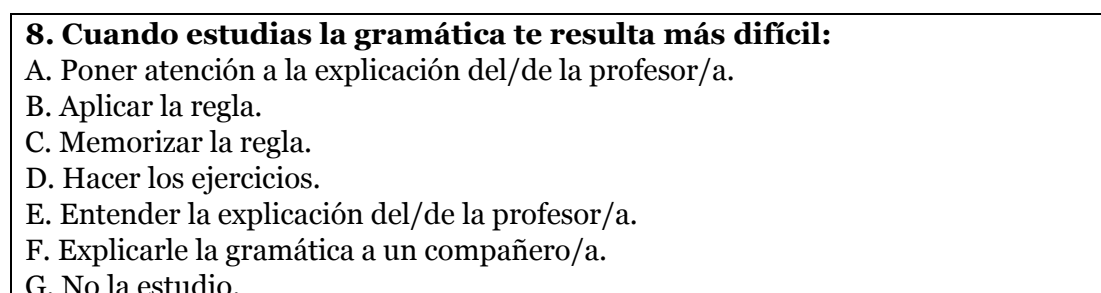 8. Cuando estudias la gramática te resulta más difícil:
A. Poner atención a la explicación del/de la profesor/a.
B. Aplicar la regla.
C. Memorizar la regla.
D. Hacer los ejercicios.
E. Entender la explicación del/de la profesor/a.
F. Explicarle la gramática a un compañero/a.
G. No la estudio.